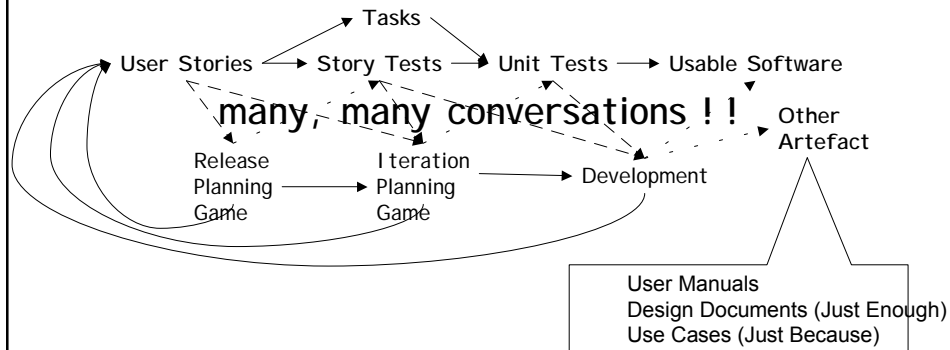 Tasks
User Stories
Story Tests
Unit Tests
Usable Software
many, many conversations !!
Other
Artefact
Release
Planning
Game
Iteration
Planning
Game
Development
User Manuals
Design Documents (Just Enough)
Use Cases (Just Because)